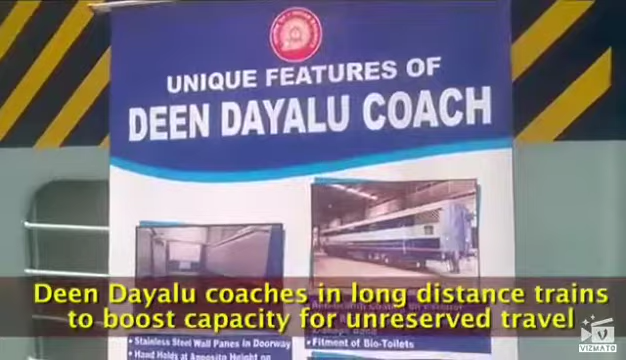 UNIQUE FEATURES OF
DEEN DAYALU COACH
Deen Dayalu coaches in long distance trains
to boost capacity for unreserved travel
• Stainless Steel Wall Panes in Doorway
• Hand Holds at Apposite Height on
• Fitment of Bio-Toilets
VIZMATO